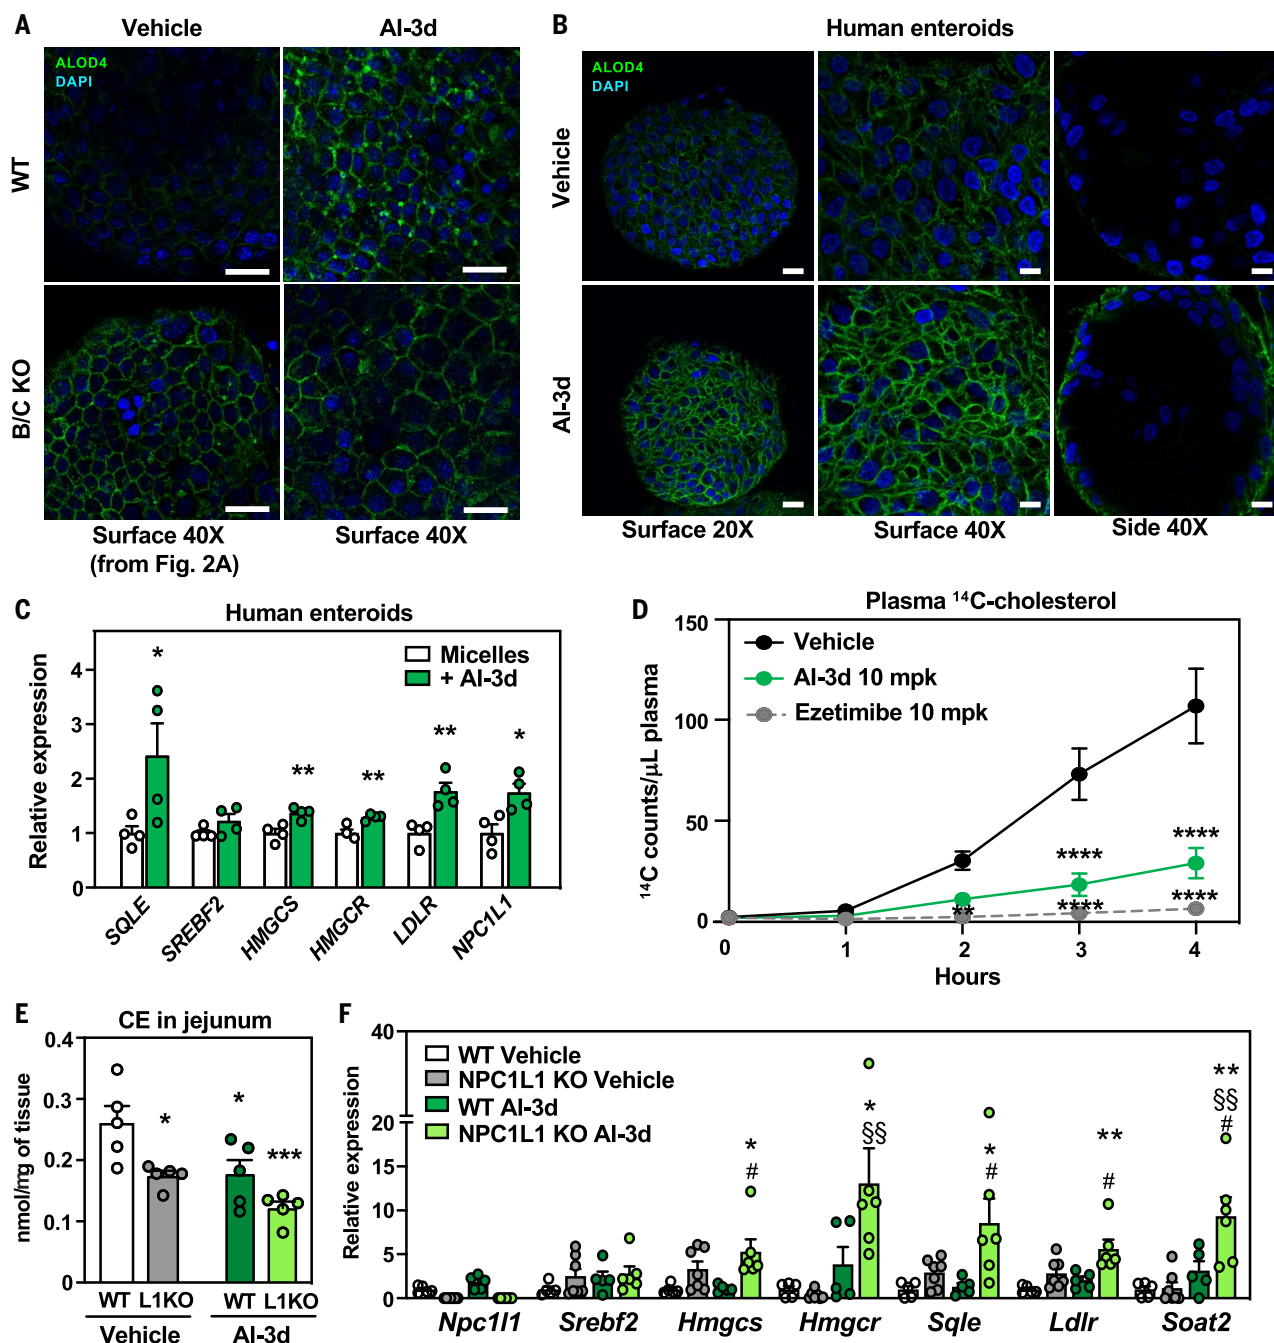 A
Vehicle
AI-3d
ALOD4
DAPI
WT
B/C KO
Surface 40X
(from Fig. 2A)
Surface 40X
B
Human enteroids
ALOD4
DAPI
Vehicle
AI-3d
Surface 20X
Surface 40X
Side 40X
C
Human enteroids
Relative expression
4
3
2
1
0
Micelles
+ AI-3d
*
**
**
**
*
SQLE
SREBF2
HMGCS
HMGCR
LDLR
NPC1L1
D
Plasma ¹⁴C-cholesterol
¹⁴C counts/µL plasma
150
100
50
0
Vehicle
AI-3d 10 mpk
Ezetimibe 10 mpk
**
****
****
****
****
0
1
2
3
4
Hours
E
CE in jejunum
nmol/mg of tissue
0.4
0.3
0.2
0.1
0
*
*
***
WT L1KO WT L1KO
Vehicle AI-3d
F
Relative expression
40
20
15
10
5
0
WT Vehicle
NPC1L1 KO Vehicle
WT AI-3d
NPC1L1 KO AI-3d
*
#
*
§§
*
#
**
#
**
§§
#
Npc1l1
Srebf2
Hmgcs
Hmgcr
Sqle
Ldlr
Soat2